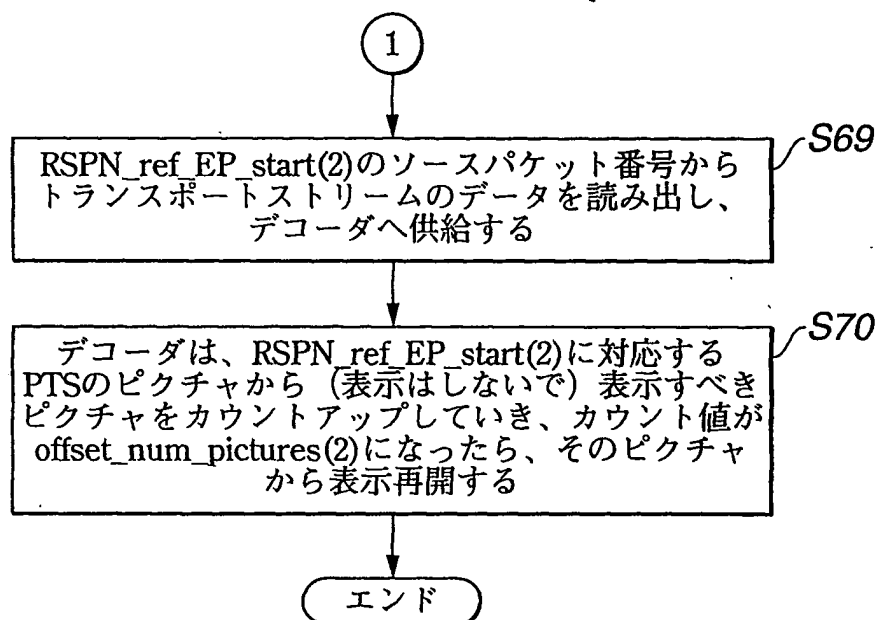 1
S69
RSPN_ref_EP_start(2)のソースパケット番号から
トランスポートストリームのデータを読み出し、
デコーダへ供給する
S70
デコーダは、RSPN_ref_EP_start(2)に対応する
PTSのピクチャから（表示はしないで）表示すべき
ピクチャをカウントアップしていき、カウント値が
offset_num_pictures(2)になったら、そのピクチャ
から表示再開する
エンド